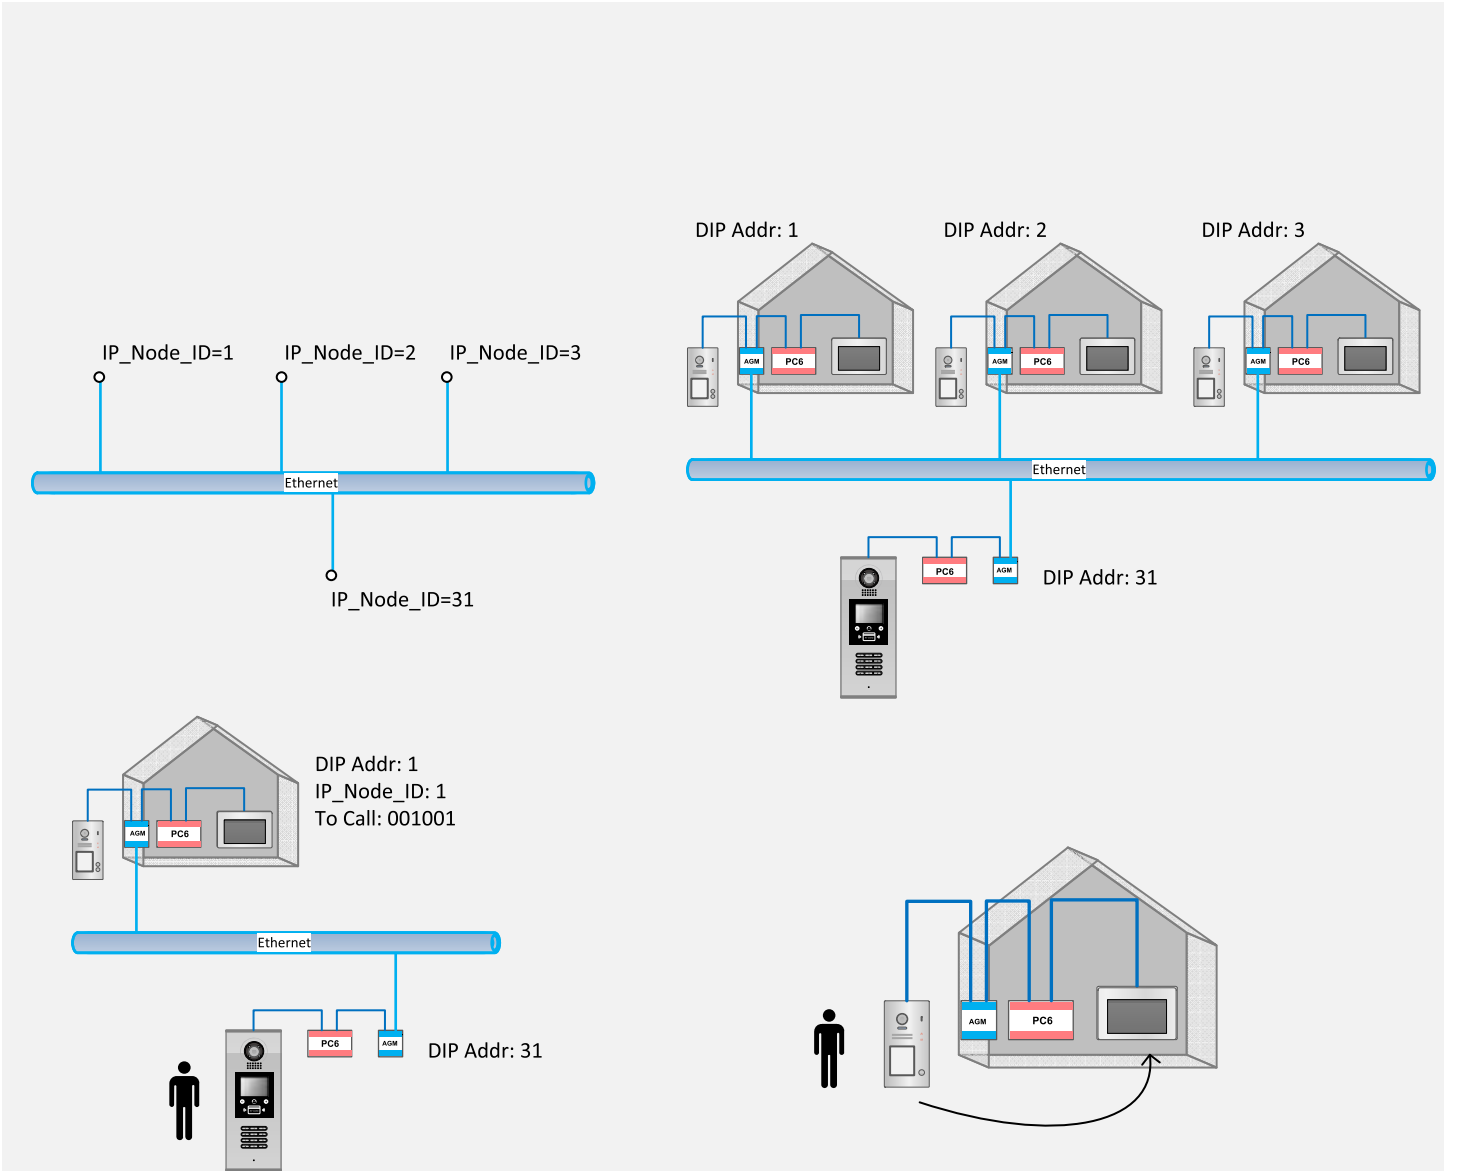 DIP Addr: 1
DIP Addr: 2
DIP Addr: 3
AGM
PC6
AGM
PC6
AGM
PC6
Ethernet
PC6
AGM
DIP Addr: 31
IP_Node_ID=1
IP_Node_ID=2
IP_Node_ID=3
Ethernet
IP_Node_ID=31
DIP Addr: 1
IP_Node_ID: 1
To Call: 001001
AGM
PC6
Ethernet
PC6
AGM
DIP Addr: 31
AGM
PC6